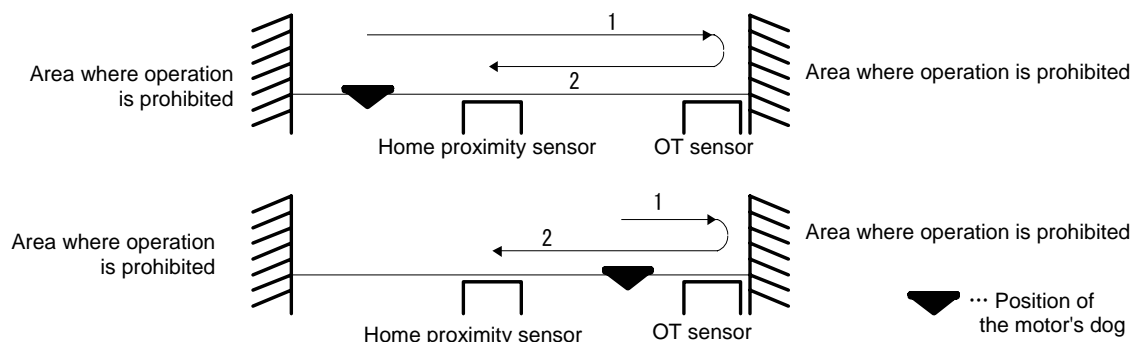 1
Area where operation
is prohibited
2
Area where operation is prohibited
Home proximity sensor
OT sensor
1
Area where operation
is prohibited
2
Area where operation is prohibited
Home proximity sensor
OT sensor
··· Position of
the motor's dog